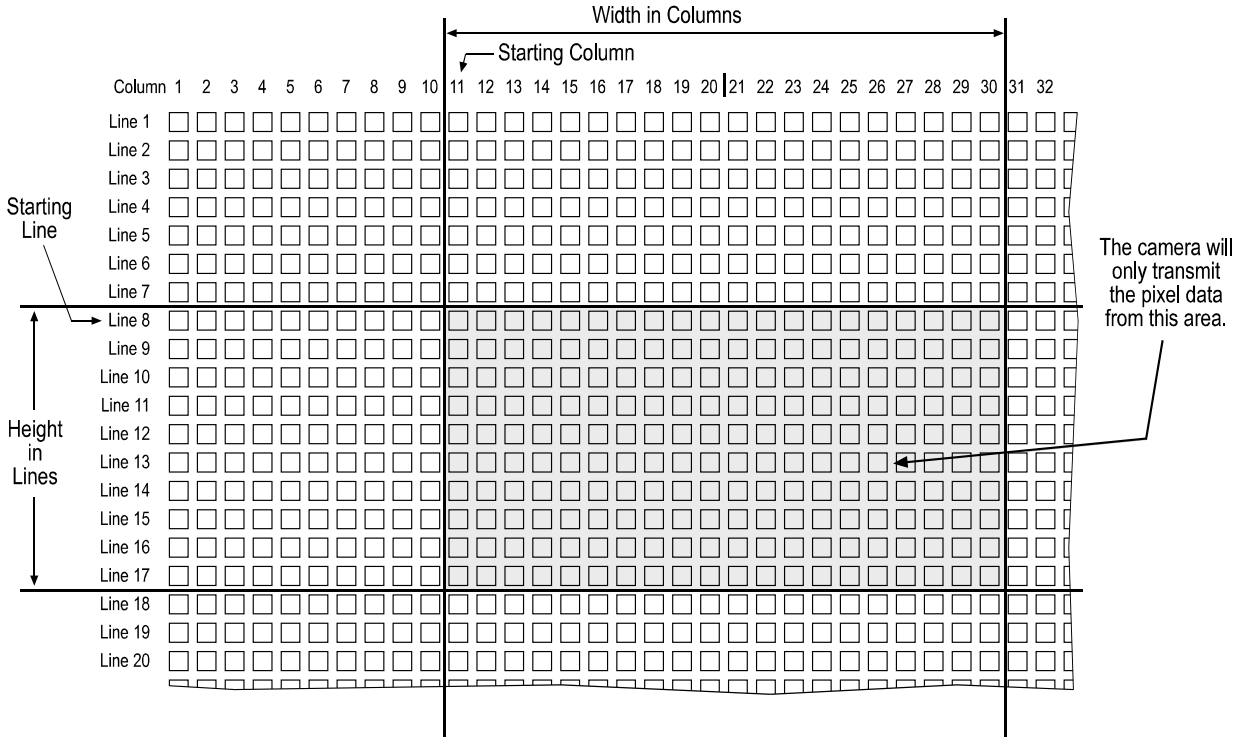 Width in Columns
Starting Column
Column 1 2 3 4 5 6 7 8 9 10 11 12 13 14 15 16 17 18 19 20 21 22 23 24 25 26 27 28 29 30 31 32
Line 1
Line 2
Line 3
Line 4
Line 5
Line 6
Line 7
Starting
Line
Line 8
Line 9
Line 10
Line 11
Line 12
Line 13
Line 14
Line 15
Line 16
Line 17
Line 18
Line 19
Line 20
Height
in
Lines
The camera will
only transmit
the pixel data
from this area.